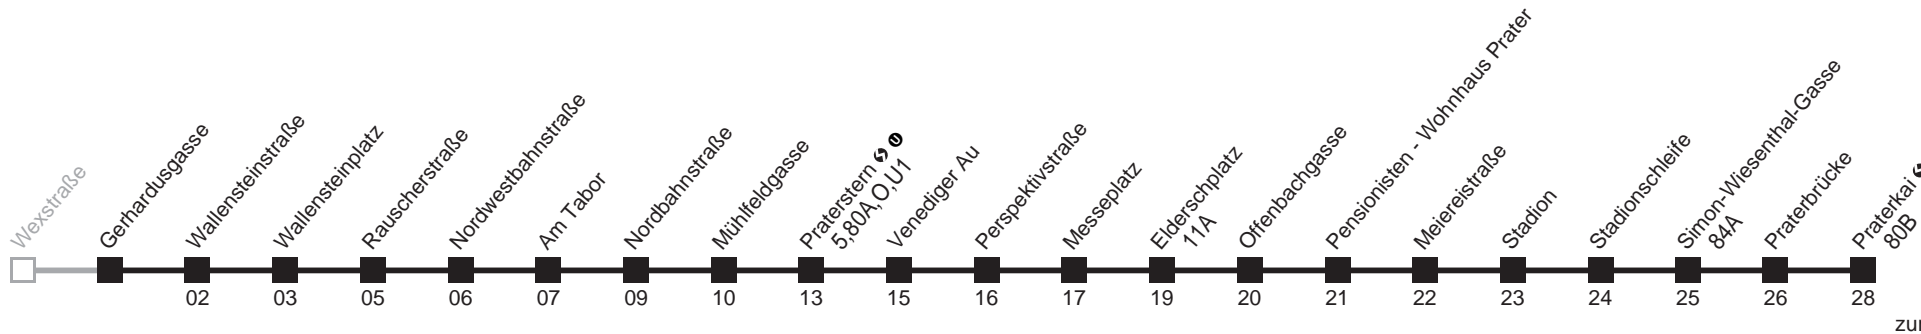 Wexstraße
Gerhardusgasse
Wallensteinstraße
02
Wallensteinplatz
03
Rauscherstraße
05
Nordwestbahnstraße
06
Am Tabor
07
Nordbahnstraße
09
Mühlfeldgasse
10
Praterstern S U
5,80A,O,U1
13
Venediger Au
15
Perspektivstraße
16
Messeplatz
17
Elderschplatz
11A
19
Offenbachgasse
20
Pensionisten - Wohnhaus Prater
21
Meiereistraße
22
Stadion
23
Stadionschleife
24
Simon-Wiesenthal-Gasse
84A
25
Praterbrücke
26
Praterkai S
80B
28
zur